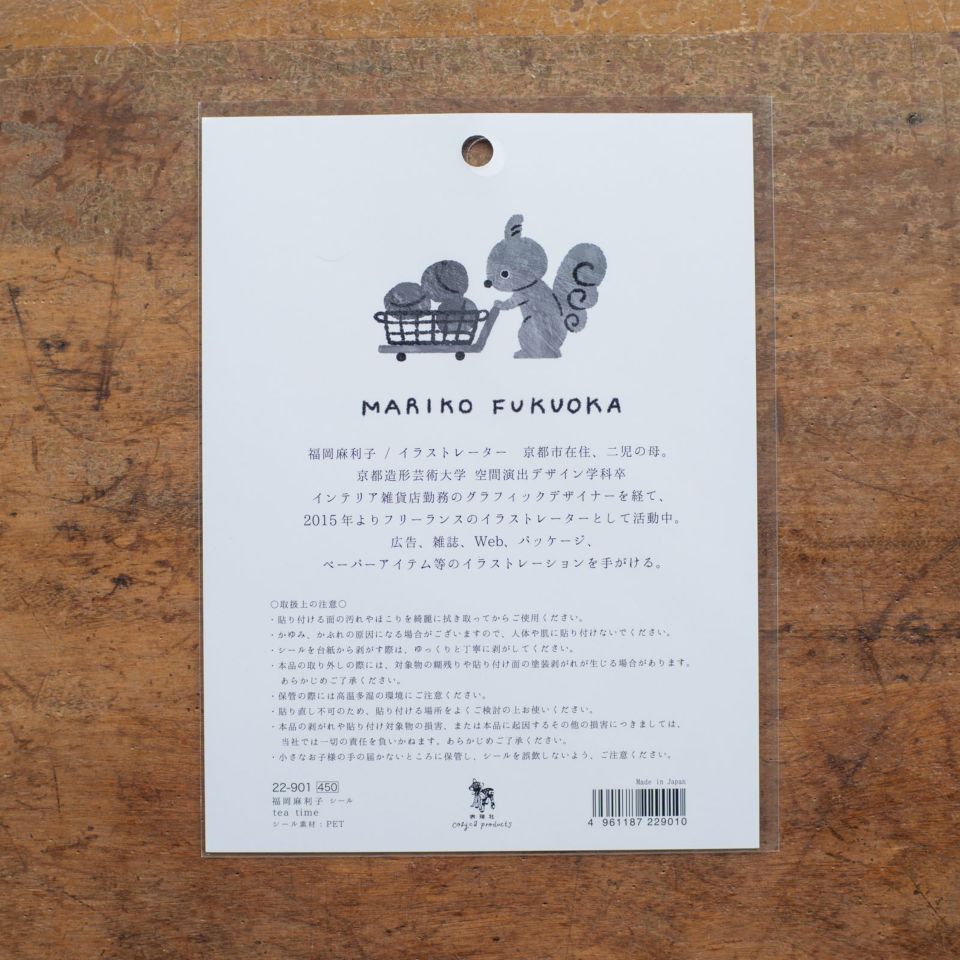 MARIKO FUKUOKA
福岡麻利子 / イラストレーター　京都市在住、二児の母。
京都造形芸術大学 空間演出デザイン学科卒
インテリア雑貨店勤務のグラフィックデザイナーを経て、
2015年よりフリーランスのイラストレーターとして活動中。
広告、雑誌、Web、パッケージ、
ペーパーアイテム等のイラストレーションを手がける。
○取扱上の注意○
・貼り付ける面の汚れやほこりを綺麗に拭き取ってからご使用ください。
・かゆみ、かぶれの原因になる場合がございますので、人体や肌に貼り付けないでください。
・シールを台紙から剥がす際は、ゆっくりと丁寧に剥がしてください。
・本品の取り外しの際には、対象物の糊残りや貼り付け面の塗装剥がれが生じる場合があります。
あらかじめご了承ください。
・保管の際には高温多湿の環境にご注意ください。
・貼り直し不可のため、貼り付ける場所をよくご検討の上お使いください。
・本品の剥がれや貼り付け対象物の損害、または本品に起因するその他の損害につきましては、
当社では一切の責任を負いかねます。あらかじめご了承ください。
・小さなお子様の手の届かないところに保管し、シールを誤飲しないよう、ご注意ください。
22-901 450
福岡麻利子 シール
tea time
シール素材：PET
表現社
cozyca products
Made in Japan
4 961187 229010